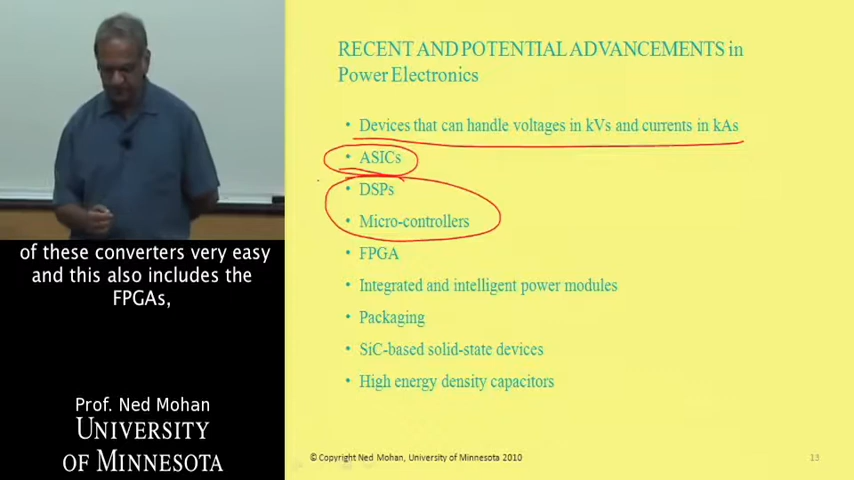 RECENT AND POTENTIAL ADVANCEMENTS in
Power Electronics
• Devices that can handle voltages in kVs and currents in kAs
• ASICs
• DSPs
• Micro-controllers
• FPGA
• Integrated and intelligent power modules
• Packaging
• SiC-based solid-state devices
• High energy density capacitors
© Copyright Ned Mohan, University of Minnesota 2010
13
of these converters very easy
and this also includes the
FPGAs,
Prof. Ned Mohan
UNIVERSITY
OF MINNESOTA